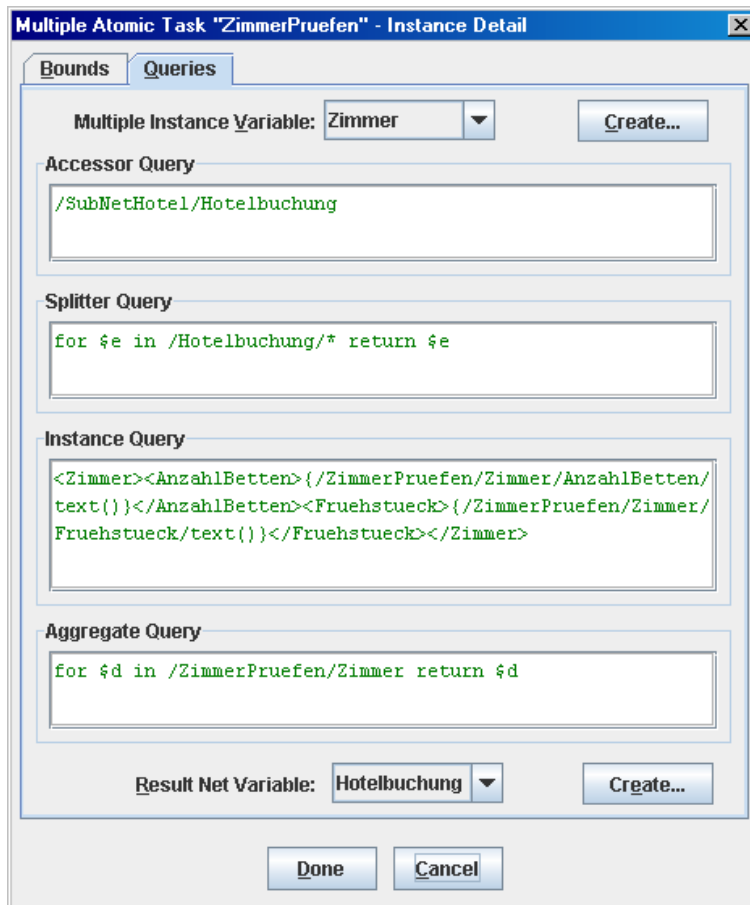 Multiple Atomic Task "ZimmerPruefen" - Instance Detail
Bounds Queries
Multiple Instance Variable: Zimmer Create...
Accessor Query
/SubNetHotel/Hotelbuchung
Splitter Query
for $e in /Hotelbuchung/* return $e
Instance Query
<Zimmer><AnzahlBetten>{/ZimmerPruefen/Zimmer/AnzahlBetten/
text()}</AnzahlBetten><Fruehstueck>{/ZimmerPruefen/Zimmer/
Fruehstueck/text()}</Fruehstueck></Zimmer>
Aggregate Query
for $d in /ZimmerPruefen/Zimmer return $d
Result Net Variable: Hotelbuchung Create...
Done Cancel